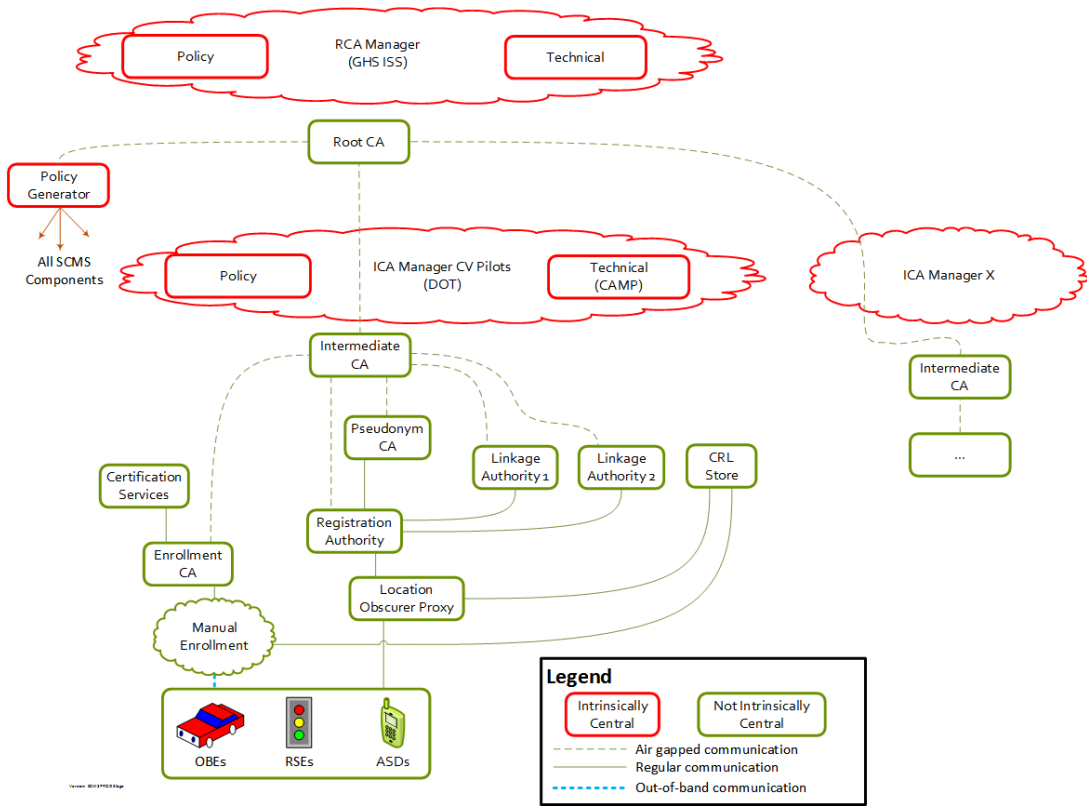 RCA Manager
(GHS ISS)
Policy
Technical
Root CA
Policy
Generator
All SCMS
Components
Policy
ICA Manager CV Pilots
(DOT)
Technical
(CAMP)
ICA Manager X
Intermediate
CA
Intermediate
CA
Pseudonym
CA
Linkage
Authority 1
Linkage
Authority 2
CRL
Store
...
Certification
Services
Registration
Authority
Enrollment
CA
Location
Obscurer Proxy
Manual
Enrollment
OBEs
RSEs
ASDs
Legend
Intrinsically
Central
Not Intrinsically
Central
Air gapped communication
Regular communication
Out-of-band communication